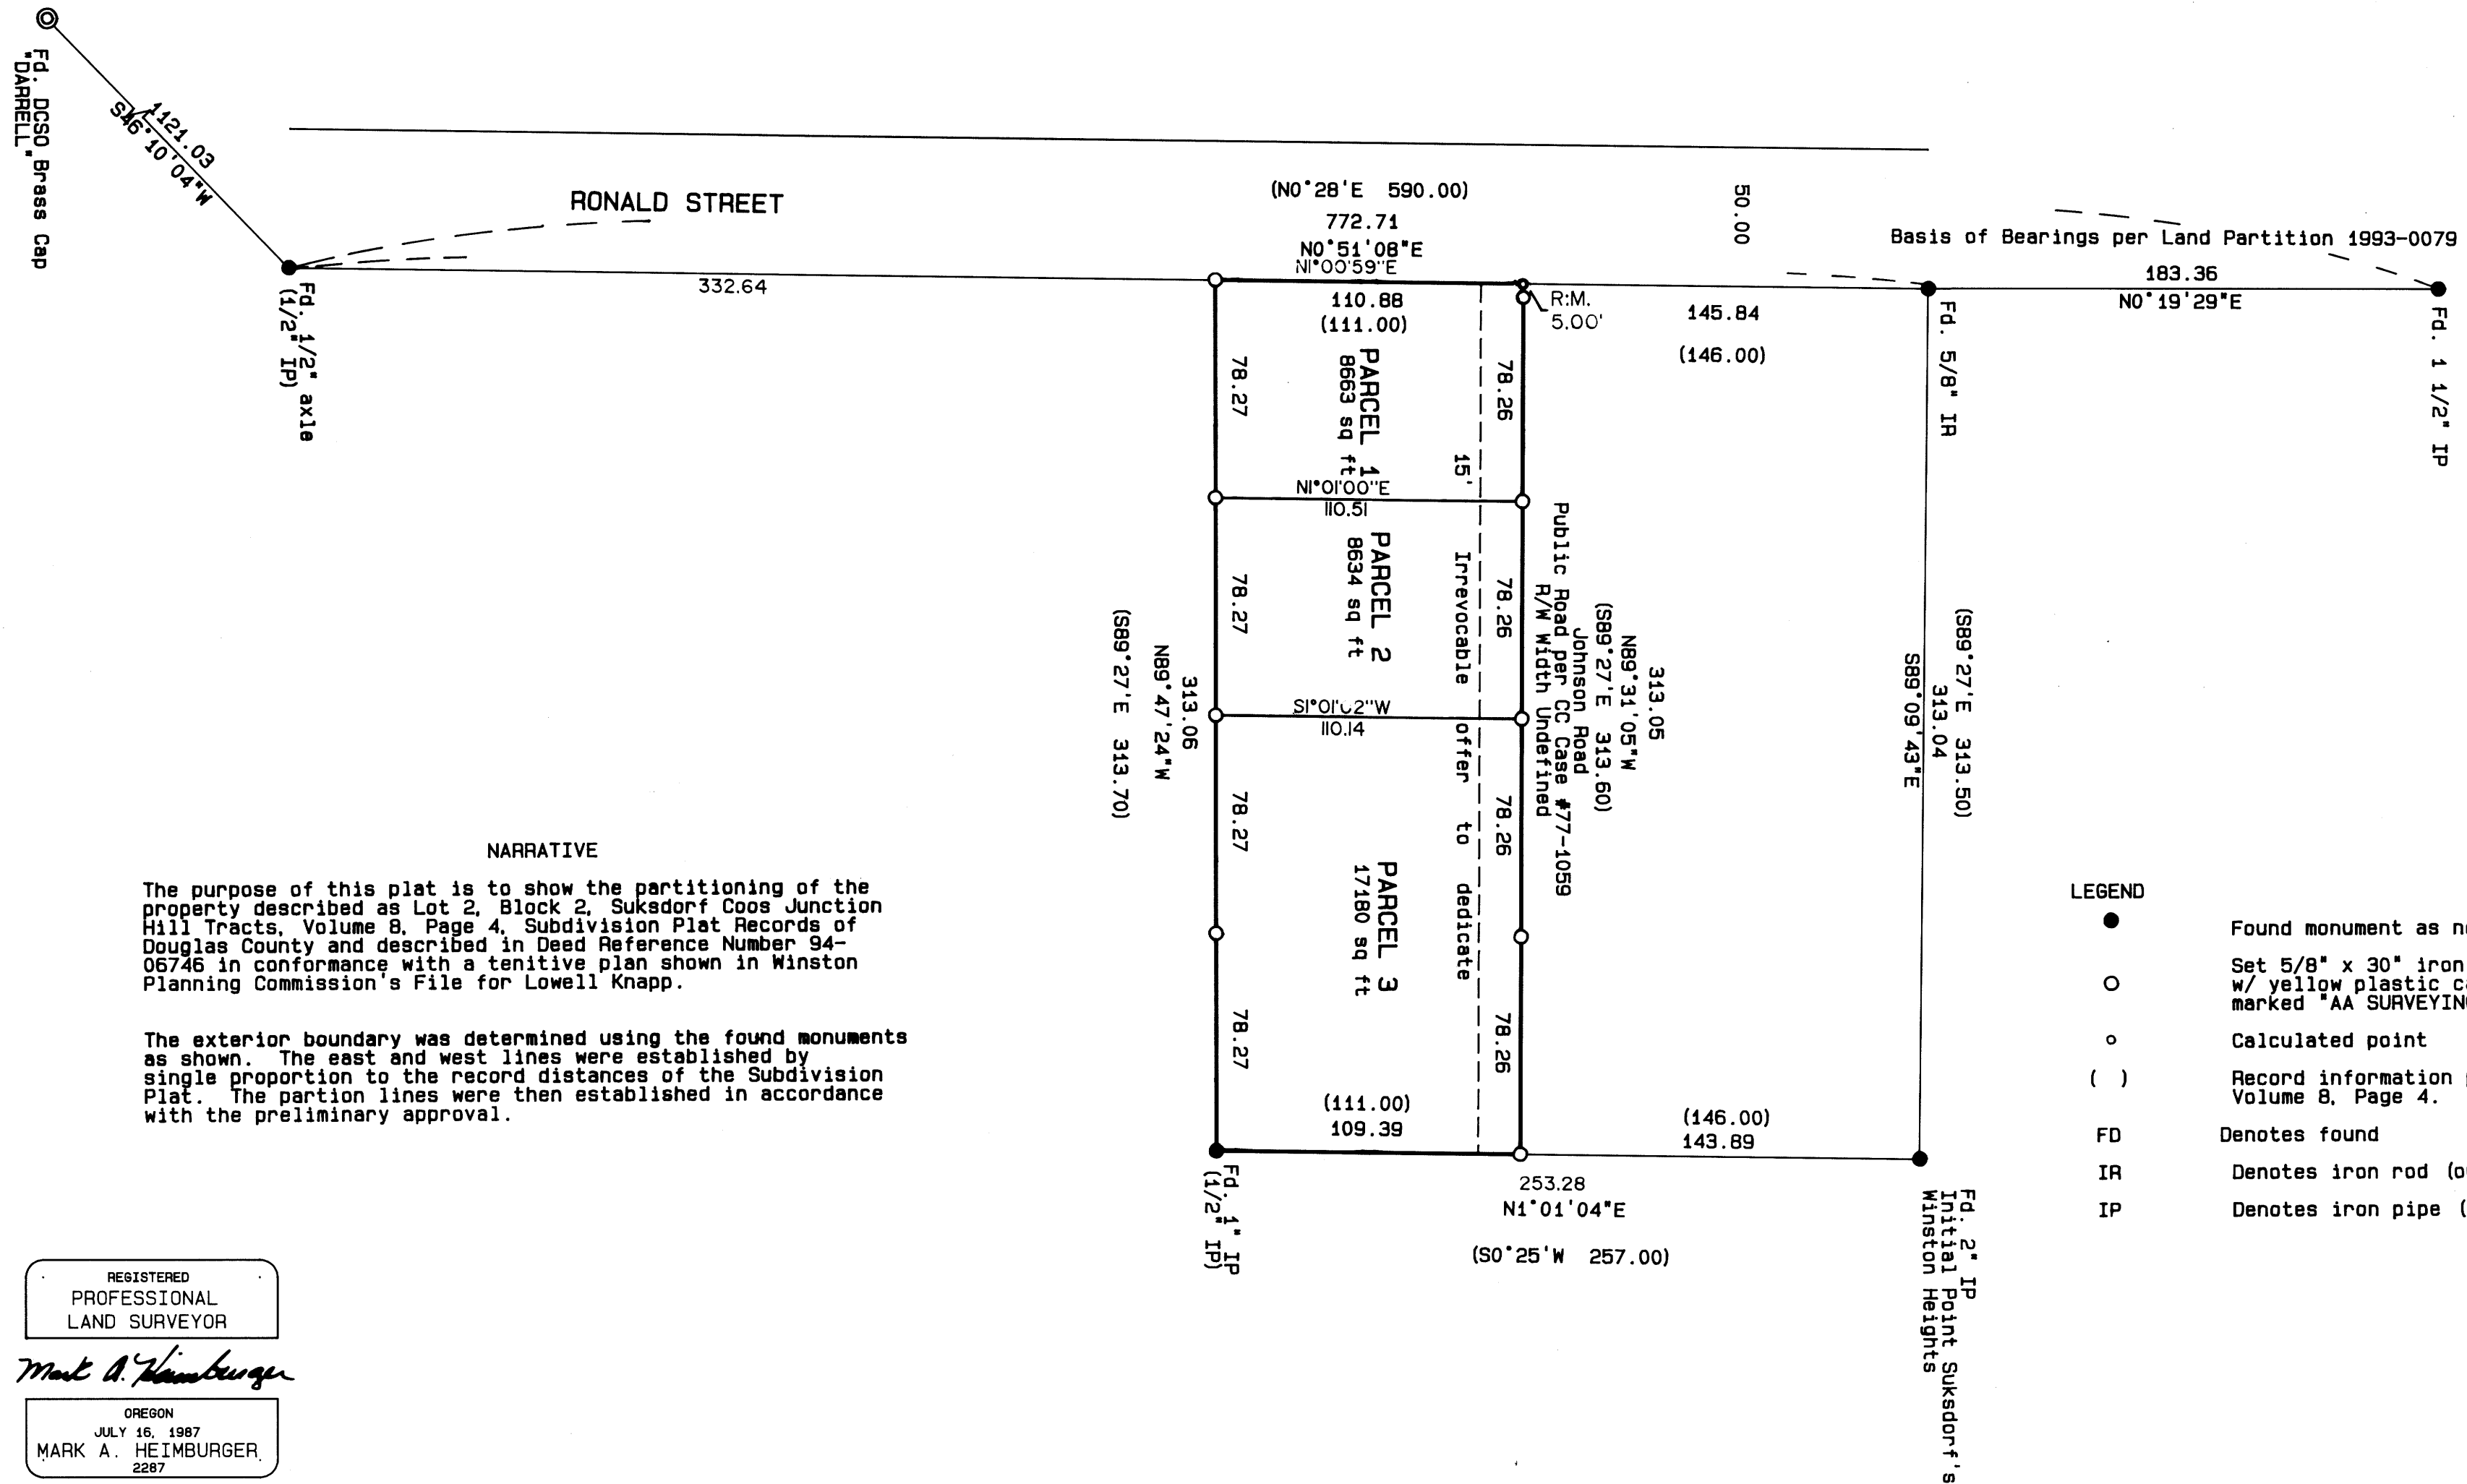 Fd. DCSO Brass Cap
"DARRELL"
1121.03
S46°10'04"W
RONALD STREET
(N0°28'E 590.00)
772.71
N0°51'08"E
N1°00'59"E
110.88
(111.00)
332.64
50.00
Basis of Bearings per Land Partition 1993-0079
183.36
N0°19'29"E
R.M.
5.00'
145.84
(146.00)
Fd. 1/2" axle
(1/2" IP)
Fd. 5/8" IR
Fd. 1 1/2" IP
78.27
PARCEL 1
8663 sq ft
78.26
15'
N1°01'00"E
110.51
78.27
PARCEL 2
8634 sq ft
78.26
Irrevocable offer to dedicate
S1°01' 2"W
110.14
78.27
78.26
PARCEL 3
17180 sq ft
78.27
78.26
(111.00)
109.39
313.06
N89°47'24"W
(S89°27'E 313.70)
313.05
N89°31'05"W
(S89°27'E 313.60)
Johnson Road
Public Road per CC Case #77-1059
R/W Width Undefined
(S89°27'E 313.50)
313.04
S89°09'43"E
(146.00)
143.89
253.28
N1°01'04"E
(S0°25'W 257.00)
Fd. 1" IP
(1/2" IP)
Fd. 2" IP
Initial Point Suksdorf's
Winston Heights
NARRATIVE
The purpose of this plat is to show the partitioning of the
property described as Lot 2, Block 2, Suksdorf Coos Junction
Hill Tracts, Volume 8, Page 4, Subdivision Plat Records of
Douglas County and described in Deed Reference Number 94-
06746 in conformance with a tenitive plan shown in Winston
Planning Commission's File for Lowell Knapp.
The exterior boundary was determined using the found monuments
as shown. The east and west lines were established by
single proportion to the record distances of the Subdivision
Plat. The partion lines were then established in accordance
with the preliminary approval.
LEGEND
Found monument as n
Set 5/8" x 30" iron
w/ yellow plastic ca
marked "AA SURVEYIN
Calculated point
( ) Record information
Volume 8, Page 4.
FD Denotes found
IR Denotes iron rod (o
IP Denotes iron pipe (
REGISTERED
PROFESSIONAL
LAND SURVEYOR
Mark A. Heimburger
OREGON
JULY 16, 1987
MARK A. HEIMBURGER
2287